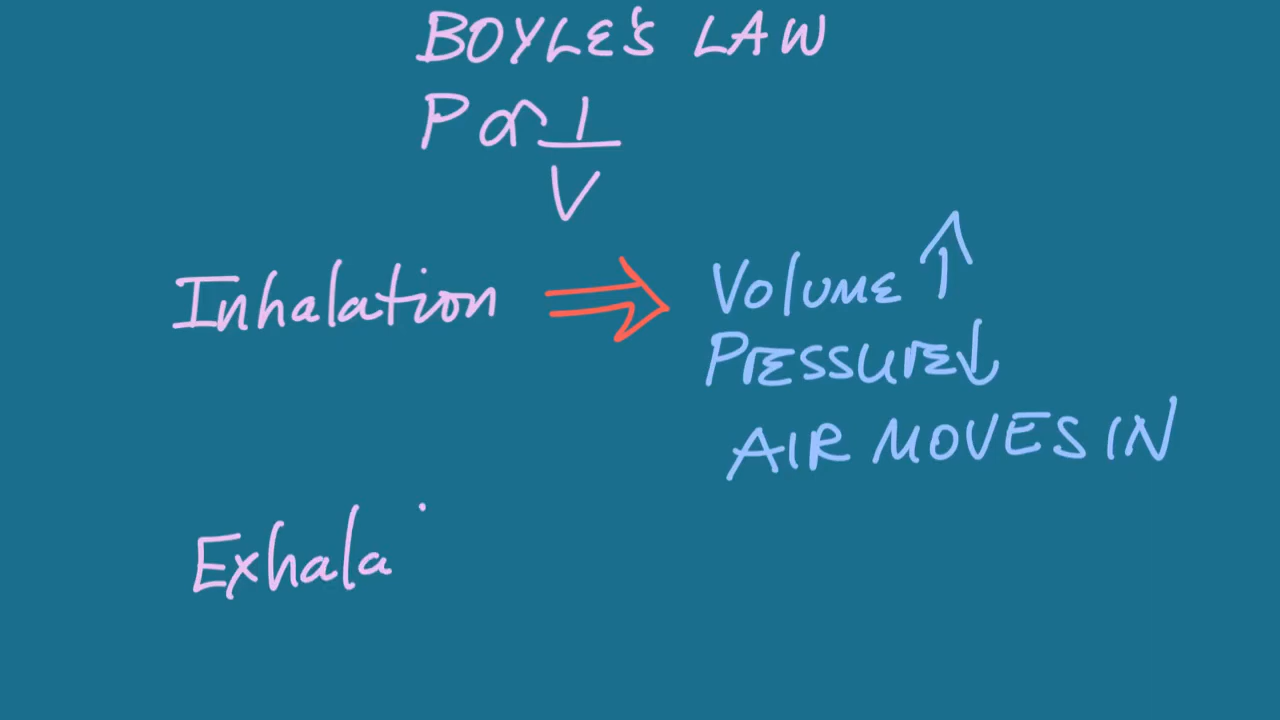 BOYLE's LAW
P ∝ 1/V
Inhalation ⇒ VOLUME ↑
PRESSURE ↓
AIR MOVES IN
Exhala